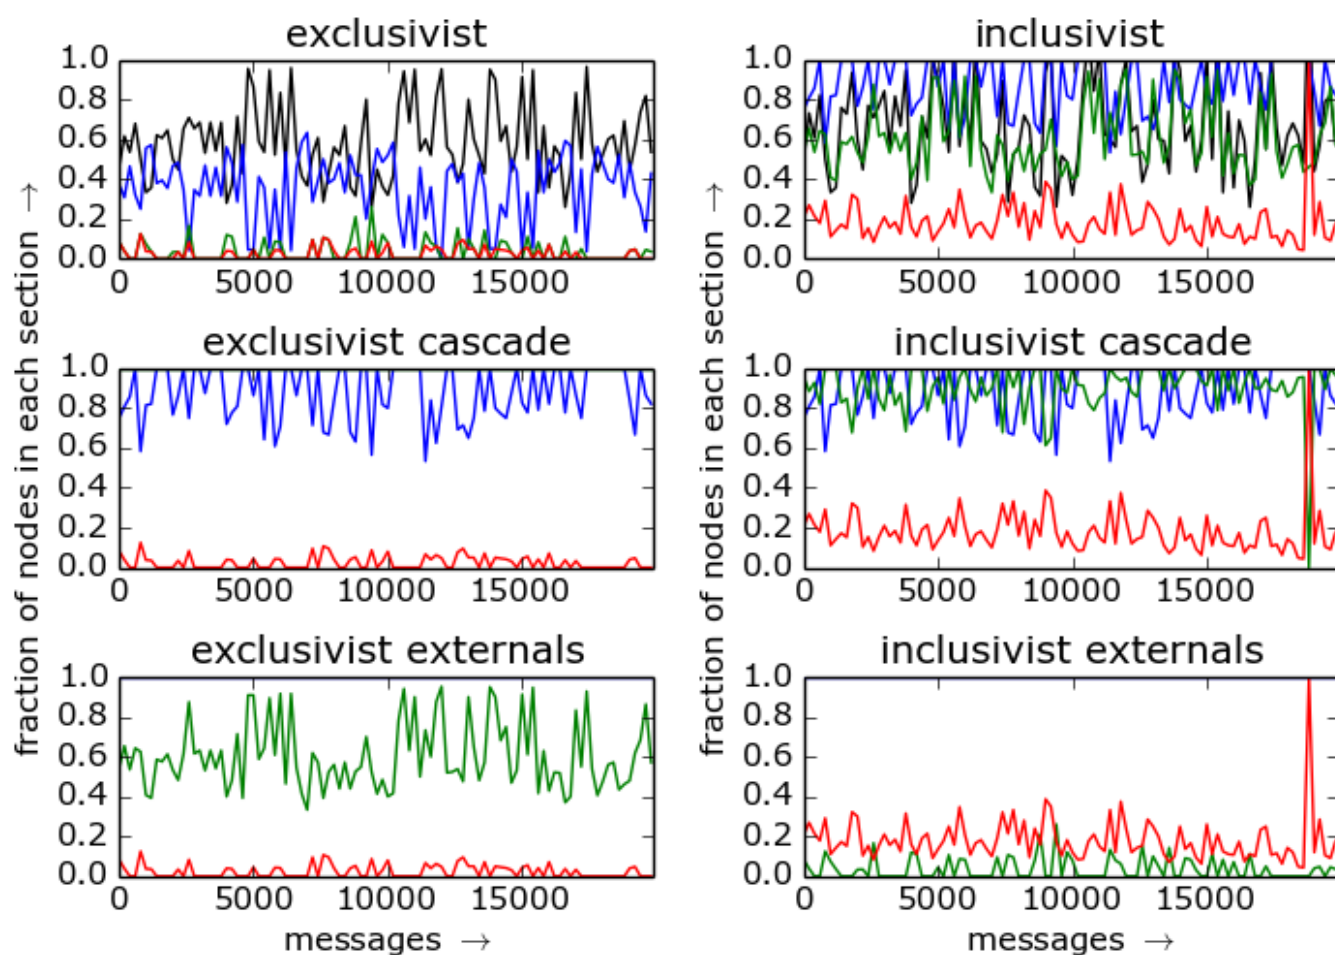 exclusivist
1.0
0.8
0.6
0.4
0.2
0.0
0 5000 10000 15000
inclusivist
1.0
0.8
0.6
0.4
0.2
0.0
0 5000 10000 15000
exclusivist cascade
1.0
0.8
0.6
0.4
0.2
0.0
0 5000 10000 15000
inclusivist cascade
1.0
0.8
0.6
0.4
0.2
0.0
0 5000 10000 15000
exclusivist externals
1.0
0.8
0.6
0.4
0.2
0.0
0 5000 10000 15000
inclusivist externals
1.0
0.8
0.6
0.4
0.2
0.0
0 5000 10000 15000
fraction of nodes in each section →
fraction of nodes in each section →
messages →
messages →